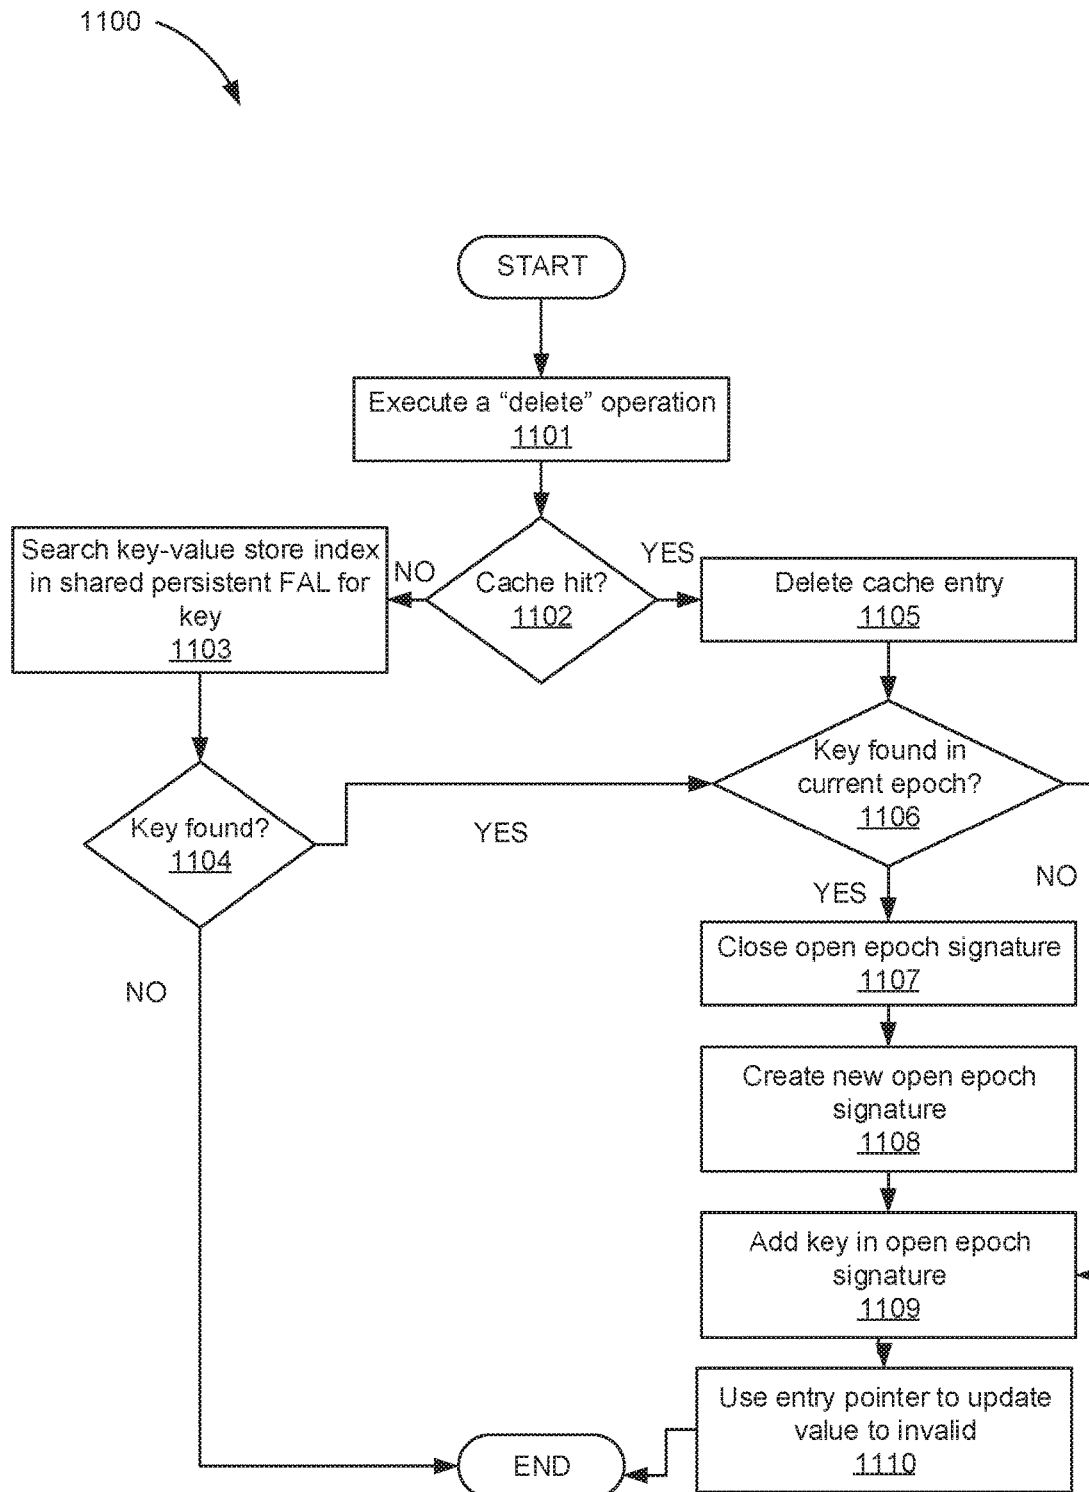 1100
START
Execute a “delete” operation
1101
Cache hit?
1102
NO
YES
Search key-value store index
in shared persistent FAL for
key
1103
Delete cache entry
1105
Key found?
1104
YES
NO
Key found in
current epoch?
1106
YES
NO
Close open epoch signature
1107
Create new open epoch
signature
1108
Add key in open epoch
signature
1109
Use entry pointer to update
value to invalid
1110
END